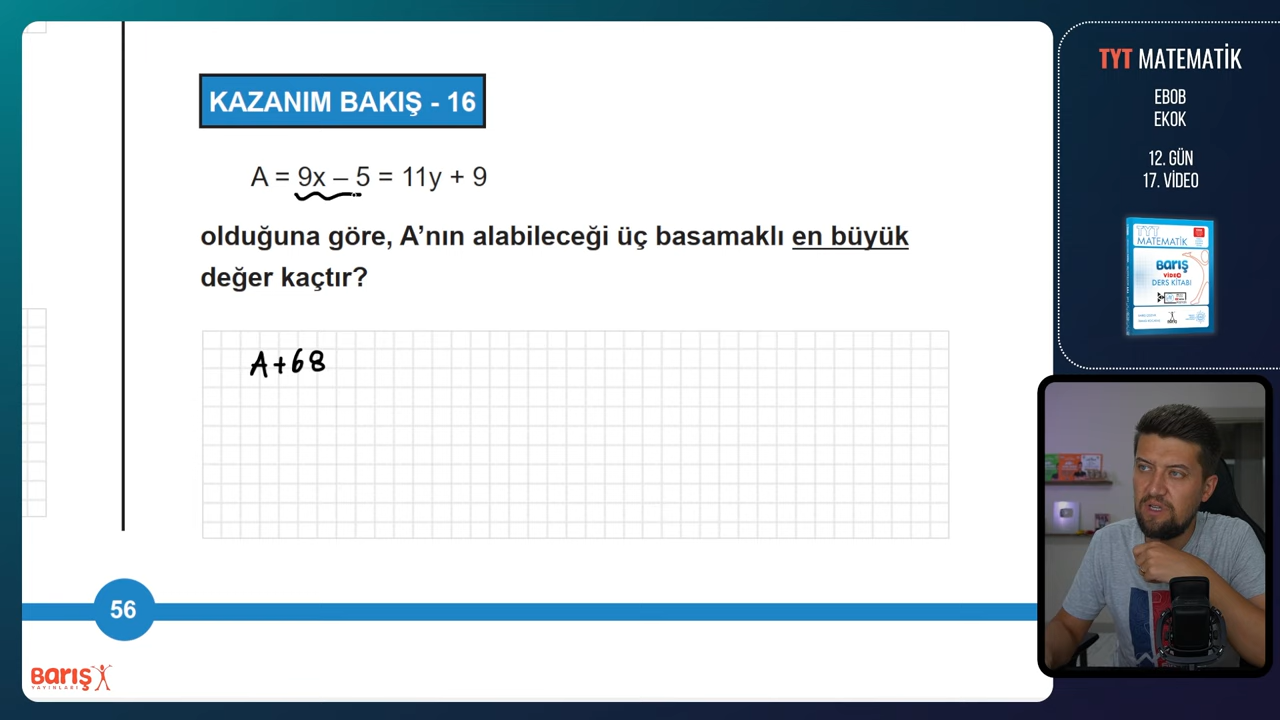 KAZANIM BAKIŞ - 16
A = 9x – 5 = 11y + 9
olduğuna göre, A’nın alabileceği üç basamaklı en büyük
değer kaçtır?
A+68
56
BARIŞ
YAYINLARI
TYT MATEMATİK
EBOB
EKOK
12. GÜN
17. VİDEO
TYT
MATEMATİK
BARIŞ
VİDEO
DERS KİTABI